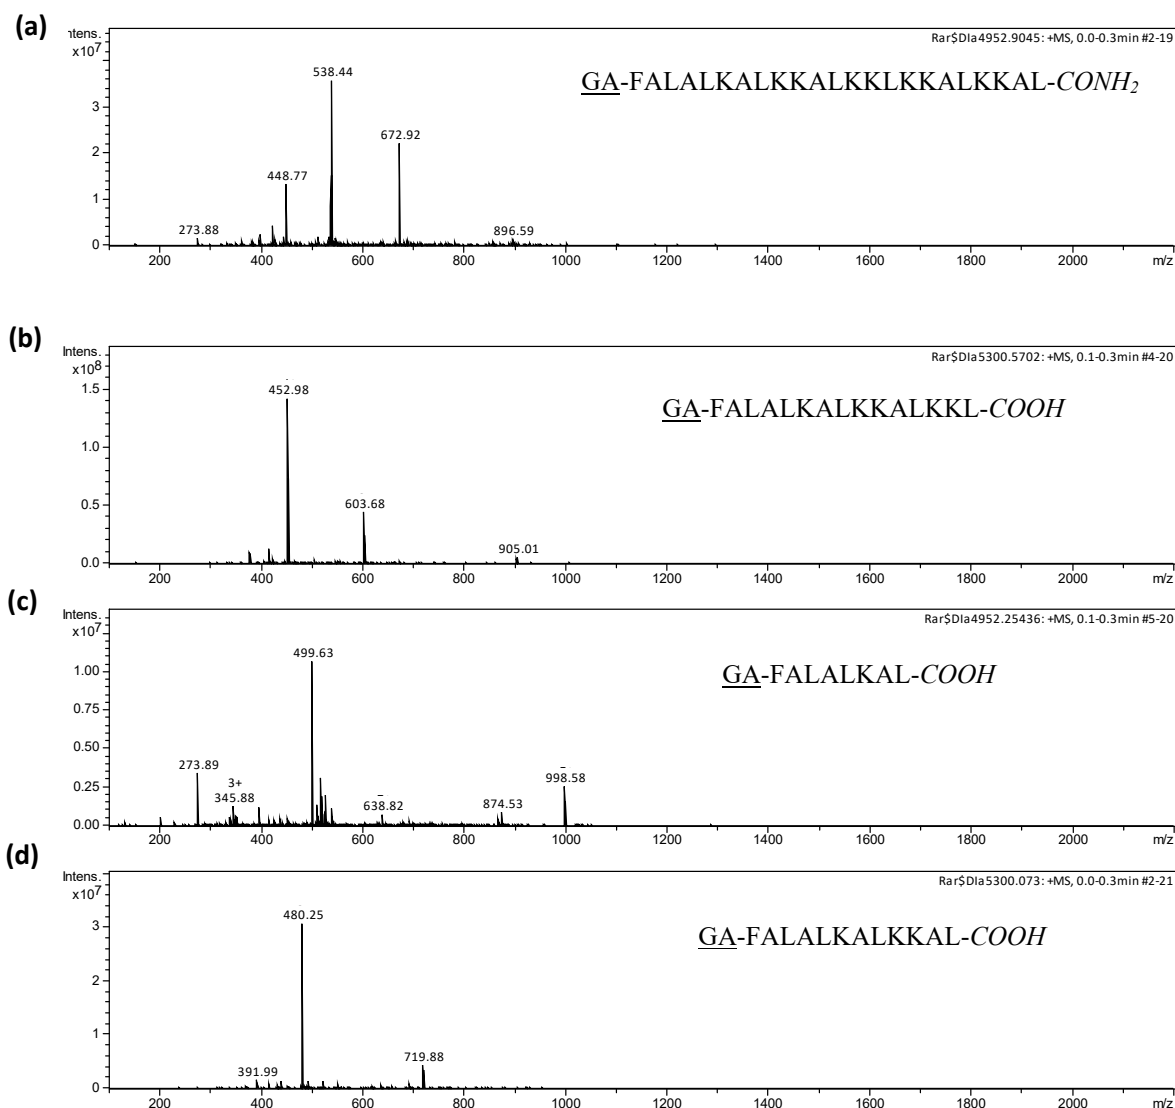 (a)
Intens.
x10⁷
Rar$DIa4952.9045: +MS, 0.0-0.3min #2-19
GA-FALALKALKKALKKLKKALKKAL-CONH₂
538.44
672.92
448.77
273.88
896.59
3
2
1
0
200 400 600 800 1000 1200 1400 1600 1800 2000 m/z
(b)
Intens.
x10⁸
Rar$DIa5300.5702: +MS, 0.1-0.3min #4-20
GA-FALALKALKKALKKL-COOH
452.98
603.68
905.01
1.5
1.0
0.5
0.0
200 400 600 800 1000 1200 1400 1600 1800 2000 m/z
(c)
Intens.
x10⁷
Rar$DIa4952.25436: +MS, 0.1-0.3min #5-20
GA-FALALKAL-COOH
499.63
273.89
3+
345.88
638.82
874.53
998.58
1.00
0.75
0.50
0.25
0.00
200 400 600 800 1000 1200 1400 1600 1800 2000 m/z
(d)
Intens.
x10⁷
Rar$DIa5300.073: +MS, 0.0-0.3min #2-21
GA-FALALKALKKAL-COOH
480.25
719.88
391.99
3
2
1
0
200 400 600 800 1000 1200 1400 1600 1800 2000 m/z